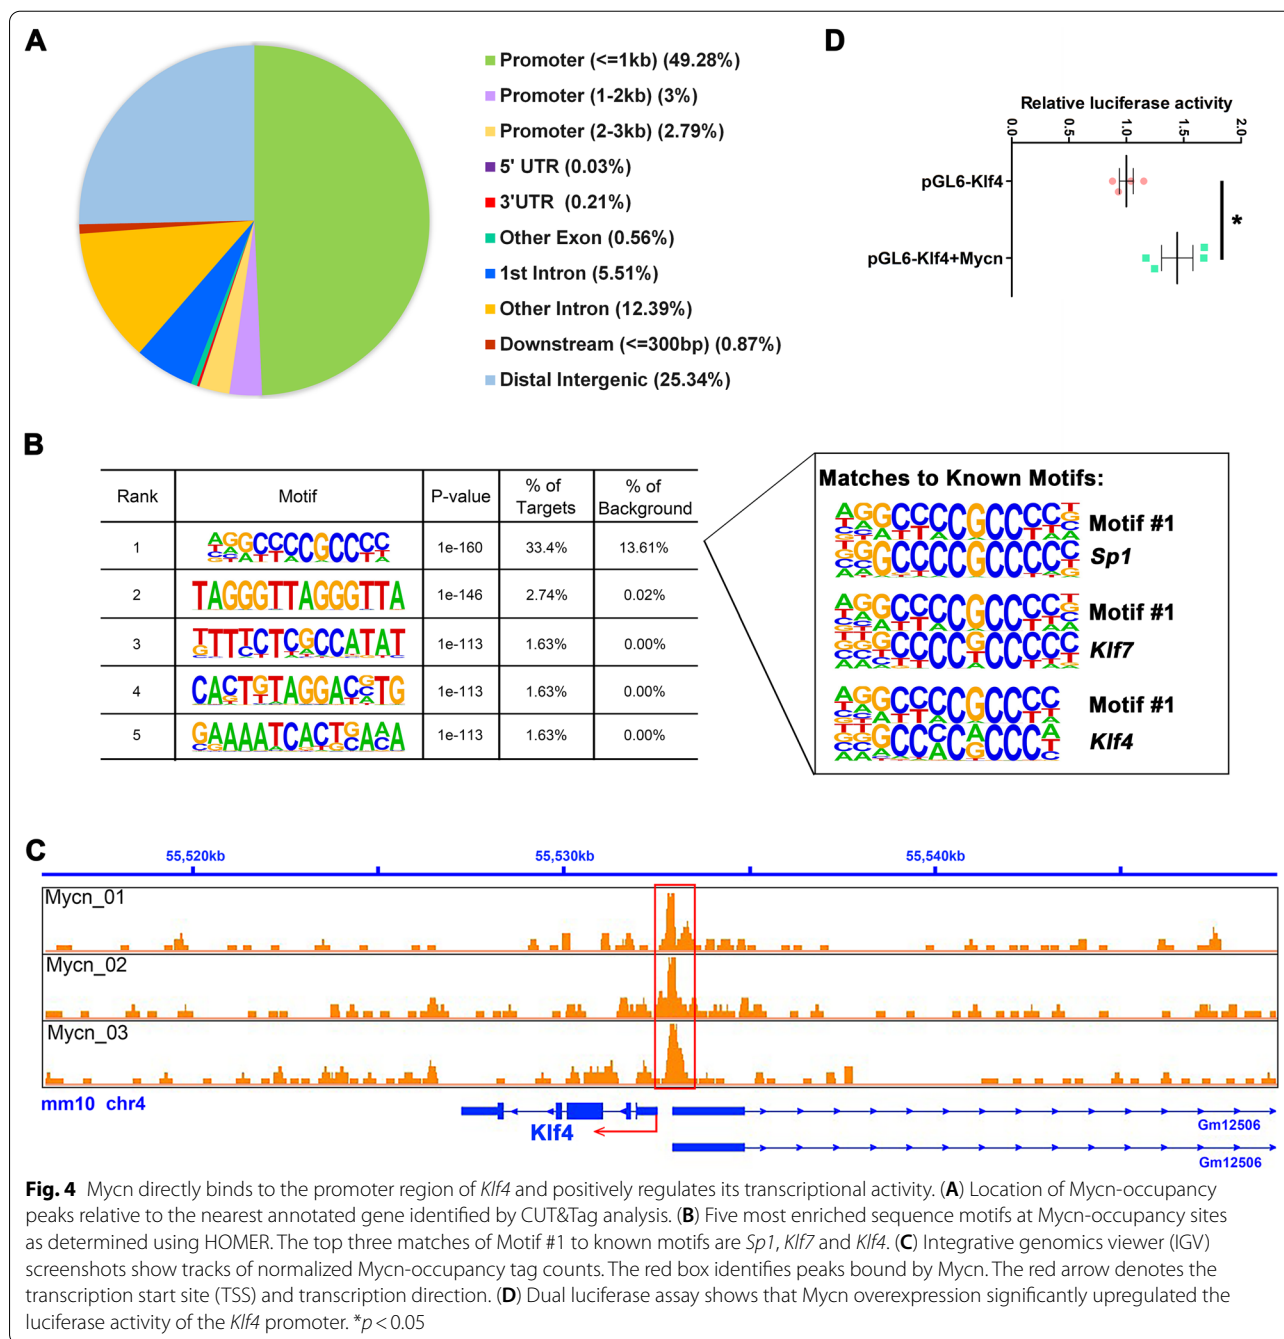 A
Promoter (<=1kb) (49.28%)
Promoter (1-2kb) (3%)
Promoter (2-3kb) (2.79%)
5' UTR (0.03%)
3'UTR (0.21%)
Other Exon (0.56%)
1st Intron (5.51%)
Other Intron (12.39%)
Downstream (<=300bp) (0.87%)
Distal Intergenic (25.34%)
D
Relative luciferase activity
0.0 0.5 1.0 1.5 2.0
pGL6-Klf4
pGL6-Klf4+Mycn
*
B
Rank Motif P-value % of Targets % of Background
1 1e-160 33.4% 13.61%
2 TAGGGTTAGGGTTA 1e-146 2.74% 0.02%
3 TTTCTCGCCATAT 1e-113 1.63% 0.00%
4 CACTGTAGGACGTG 1e-113 1.63% 0.00%
5 GAAAATCACTGAAA 1e-113 1.63% 0.00%
Matches to Known Motifs:
Motif #1
Sp1
Motif #1
Klf7
Motif #1
Klf4
C
55,520kb 55,530kb 55,540kb
Mycn_01
Mycn_02
Mycn_03
mm10 chr4
Klf4
Gm12506
Gm12506
Fig. 4 Mycn directly binds to the promoter region of Klf4 and positively regulates its transcriptional activity. (A) Location of Mycn-occupancy
peaks relative to the nearest annotated gene identified by CUT&Tag analysis. (B) Five most enriched sequence motifs at Mycn-occupancy sites
as determined using HOMER. The top three matches of Motif #1 to known motifs are Sp1, Klf7 and Klf4. (C) Integrative genomics viewer (IGV)
screenshots show tracks of normalized Mycn-occupancy tag counts. The red box identifies peaks bound by Mycn. The red arrow denotes the
transcription start site (TSS) and transcription direction. (D) Dual luciferase assay shows that Mycn overexpression significantly upregulated the
luciferase activity of the Klf4 promoter. *p < 0.05